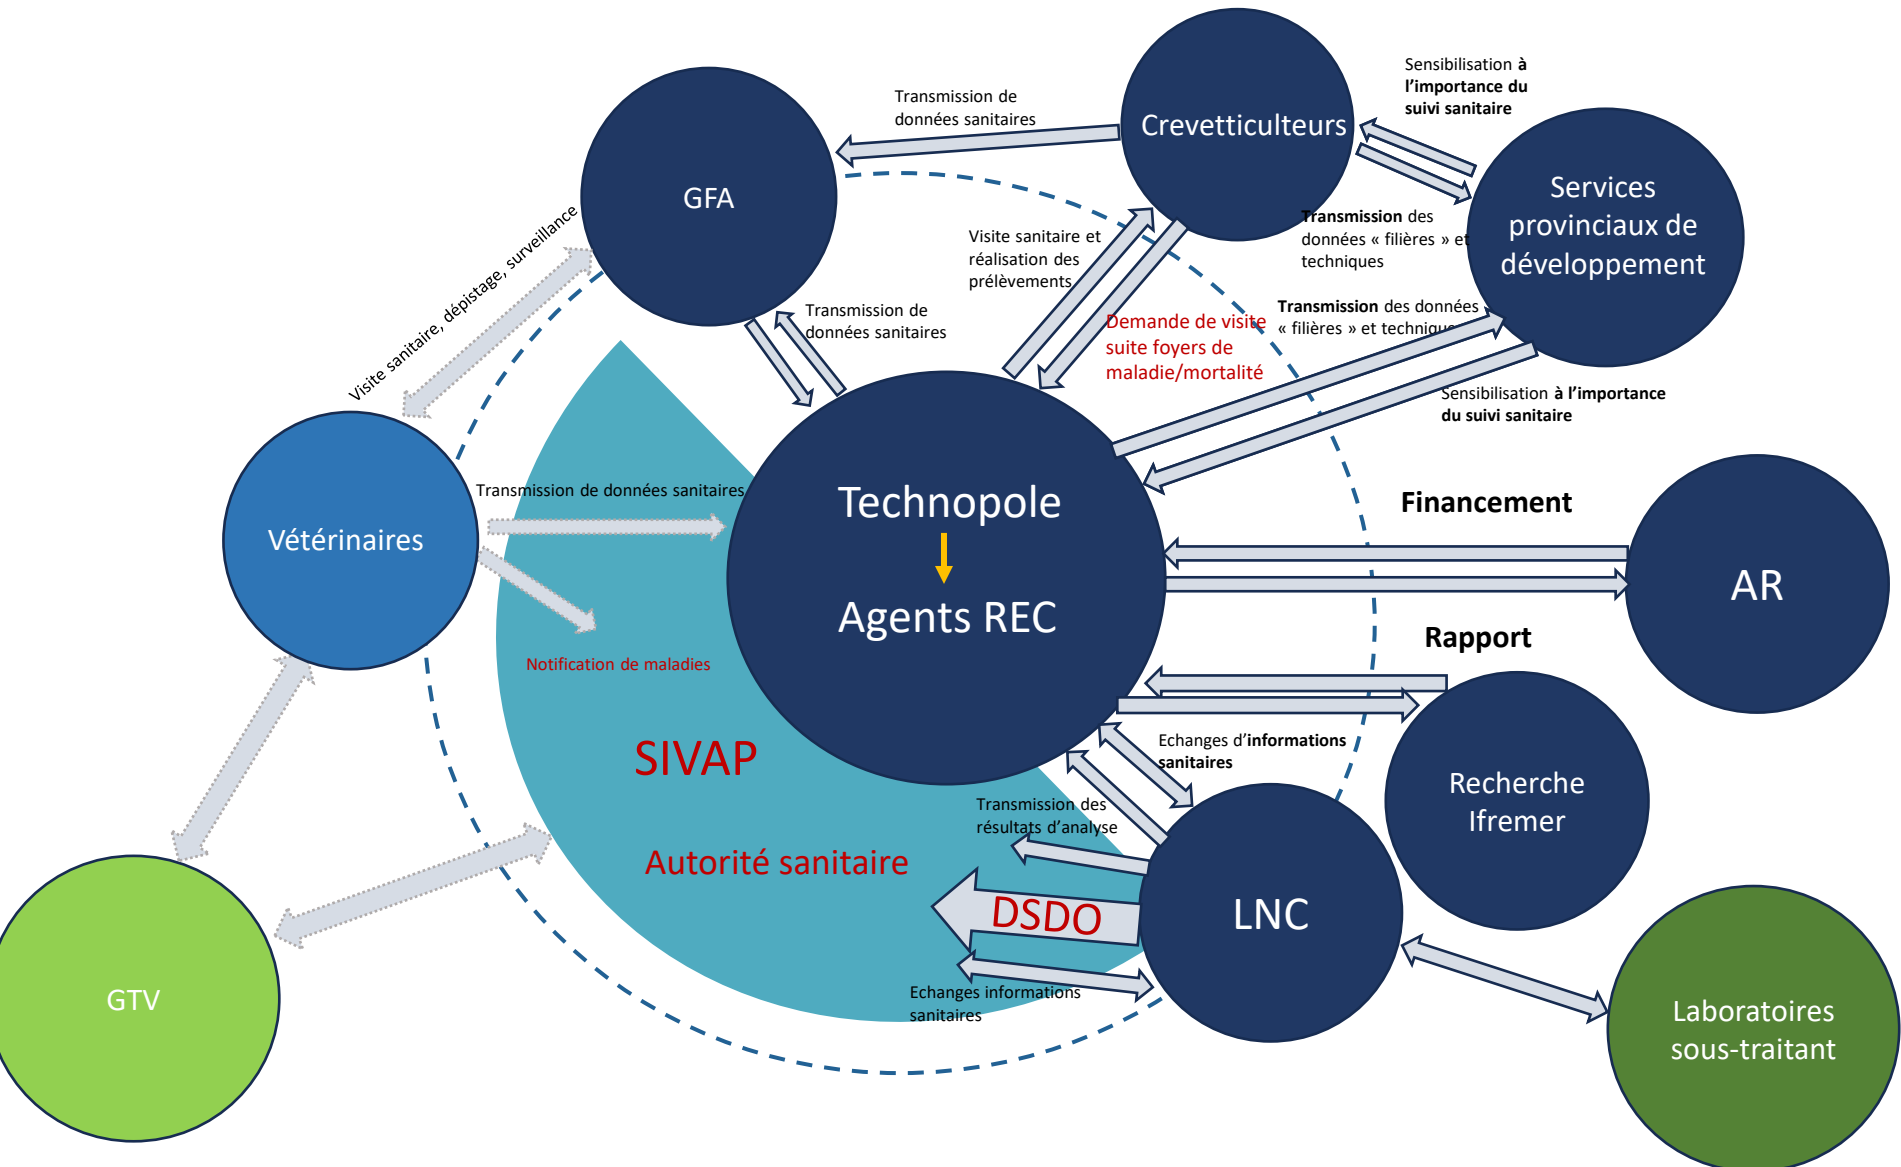 Sensibilisation à
l’importance du
suivi sanitaire
Transmission de
données sanitaires
Crevetticulteurs
GFA
Services
provinciaux de
développement
Visite sanitaire, dépistage, surveillance
Visite sanitaire et
réalisation des
prélèvements
Transmission des
données « filières » et
techniques
Transmission de
données sanitaires
Demande de visite
suite foyers de
maladie/mortalité
Transmission des données
« filières » et technique
Sensibilisation à l’importance
du suivi sanitaire
Transmission de données sanitaires
Technopole
Agents REC
Financement
Vétérinaires
AR
Rapport
Notification de maladies
SIVAP
Autorité sanitaire
Echanges d’informations
sanitaires
Recherche
Ifremer
Transmission des
résultats d’analyse
DSDO
LNC
Echanges informations
sanitaires
GTV
Laboratoires
sous-traitant